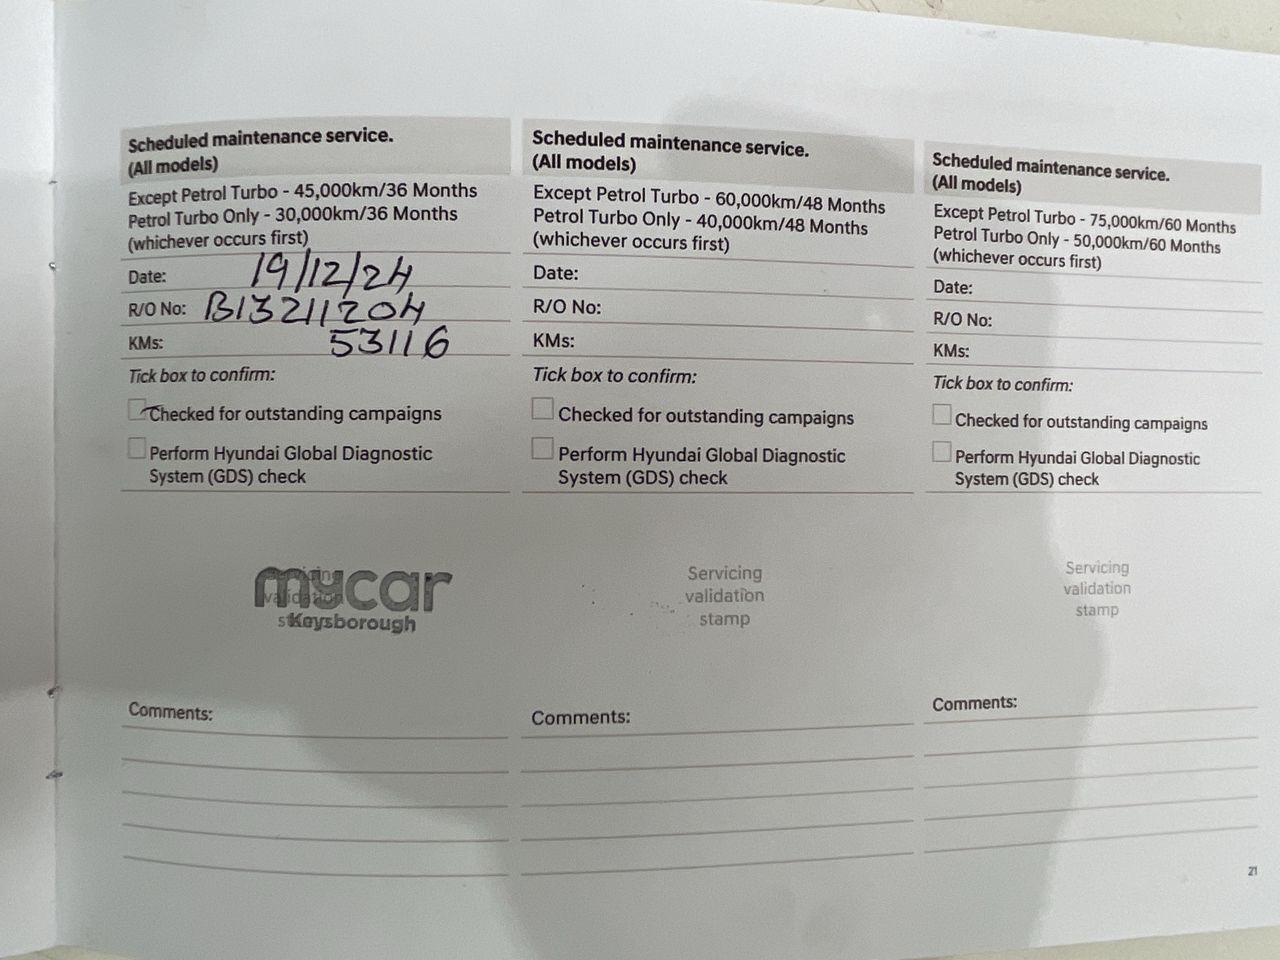 Scheduled maintenance service.
(All models)
Except Petrol Turbo - 45,000km/36 Months
Petrol Turbo Only - 30,000km/36 Months
(whichever occurs first)
Date: 19/12/24
R/O No: B13211204
KMs: 53116
Tick box to confirm:
Checked for outstanding campaigns
Perform Hyundai Global Diagnostic
System (GDS) check
mycar
Keysborough
Comments:
Scheduled maintenance service.
(All models)
Except Petrol Turbo - 60,000km/48 Months
Petrol Turbo Only - 40,000km/48 Months
(whichever occurs first)
Date:
R/O No:
KMs:
Tick box to confirm:
Checked for outstanding campaigns
Perform Hyundai Global Diagnostic
System (GDS) check
Servicing
validation
stamp
Comments:
Scheduled maintenance service.
(All models)
Except Petrol Turbo - 75,000km/60 Months
Petrol Turbo Only - 50,000km/60 Months
(whichever occurs first)
Date:
R/O No:
KMs:
Tick box to confirm:
Checked for outstanding campaigns
Perform Hyundai Global Diagnostic
System (GDS) check
Servicing
validation
stamp
Comments:
21